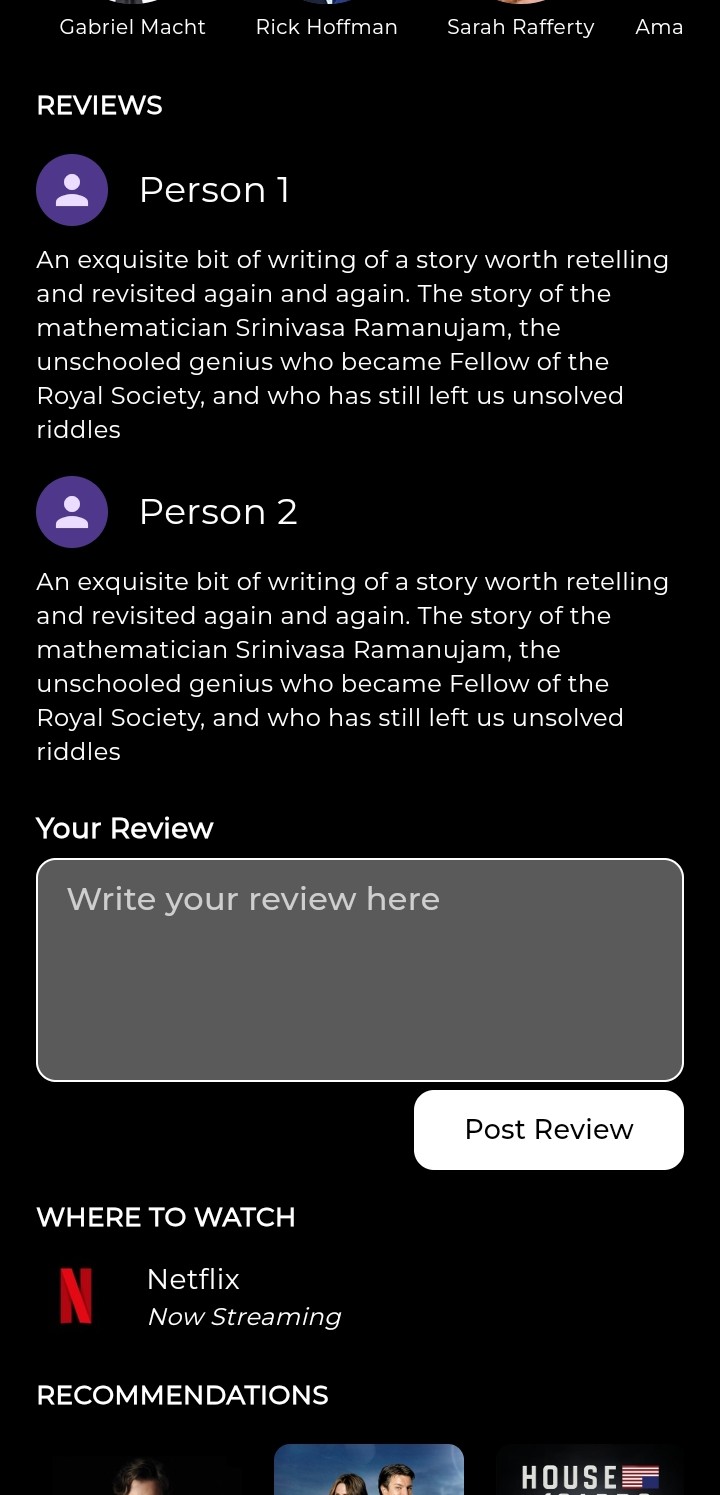 Gabriel Macht Rick Hoffman Sarah Rafferty Ama
REVIEWS
Person 1
An exquisite bit of writing of a story worth retelling
and revisited again and again. The story of the
mathematician Srinivasa Ramanujam, the
unschooled genius who became Fellow of the
Royal Society, and who has still left us unsolved
riddles
Person 2
An exquisite bit of writing of a story worth retelling
and revisited again and again. The story of the
mathematician Srinivasa Ramanujam, the
unschooled genius who became Fellow of the
Royal Society, and who has still left us unsolved
riddles
Your Review
Write your review here
Post Review
WHERE TO WATCH
N
Netflix
Now Streaming
RECOMMENDATIONS
HOUSE